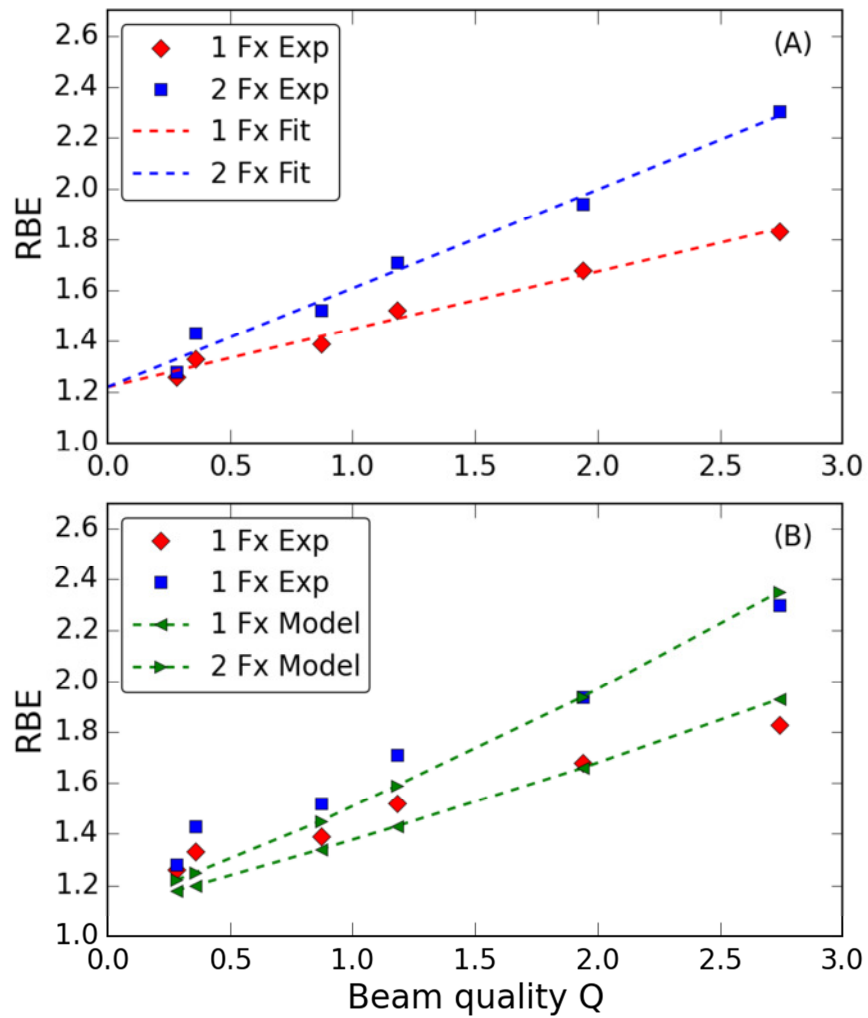 2.6
2.4
2.2
2.0
1.8
1.6
1.4
1.2
1.0
RBE
1 Fx Exp
2 Fx Exp
1 Fx Fit
2 Fx Fit
(A)
0.0 0.5 1.0 1.5 2.0 2.5 3.0
2.6
2.4
2.2
2.0
1.8
1.6
1.4
1.2
1.0
RBE
1 Fx Exp
1 Fx Exp
1 Fx Model
2 Fx Model
(B)
0.0 0.5 1.0 1.5 2.0 2.5 3.0
Beam quality Q